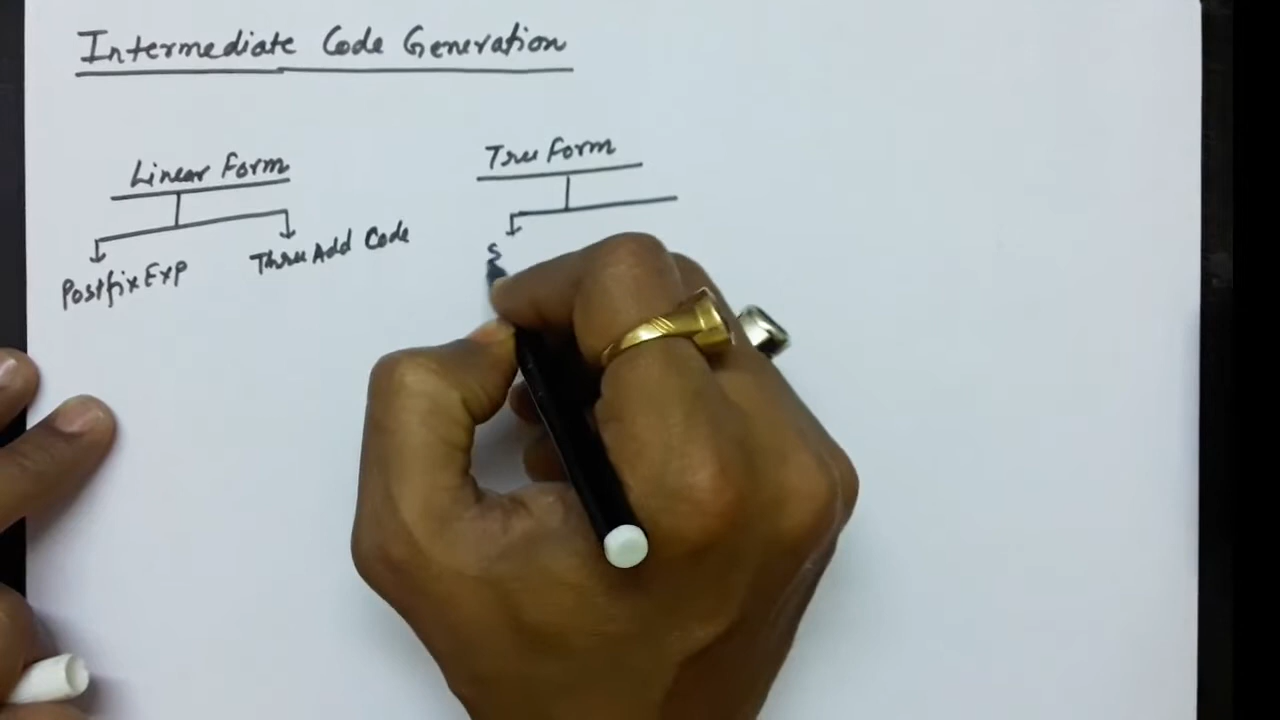 Intermediate Code Generation
Linear Form
Tree Form
Postfix Exp
Three Add Code
S